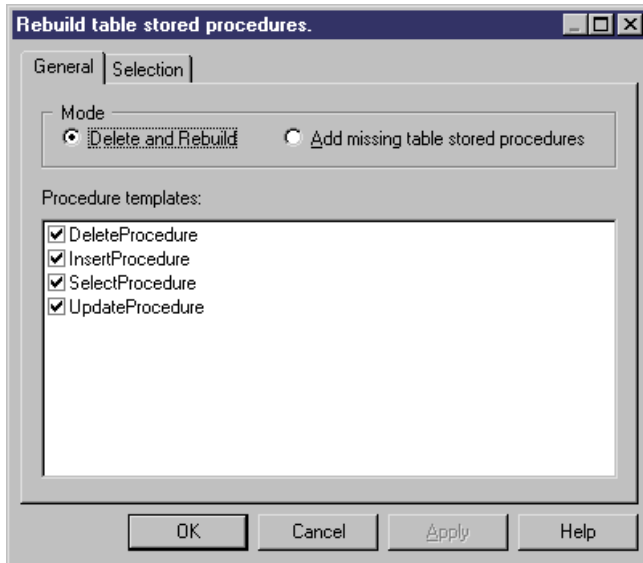 Rebuild table stored procedures.
General Selection
Mode
Delete and Rebuild Add missing table stored procedures
Procedure templates:
DeleteProcedure
InsertProcedure
SelectProcedure
UpdateProcedure
OK Cancel Apply Help